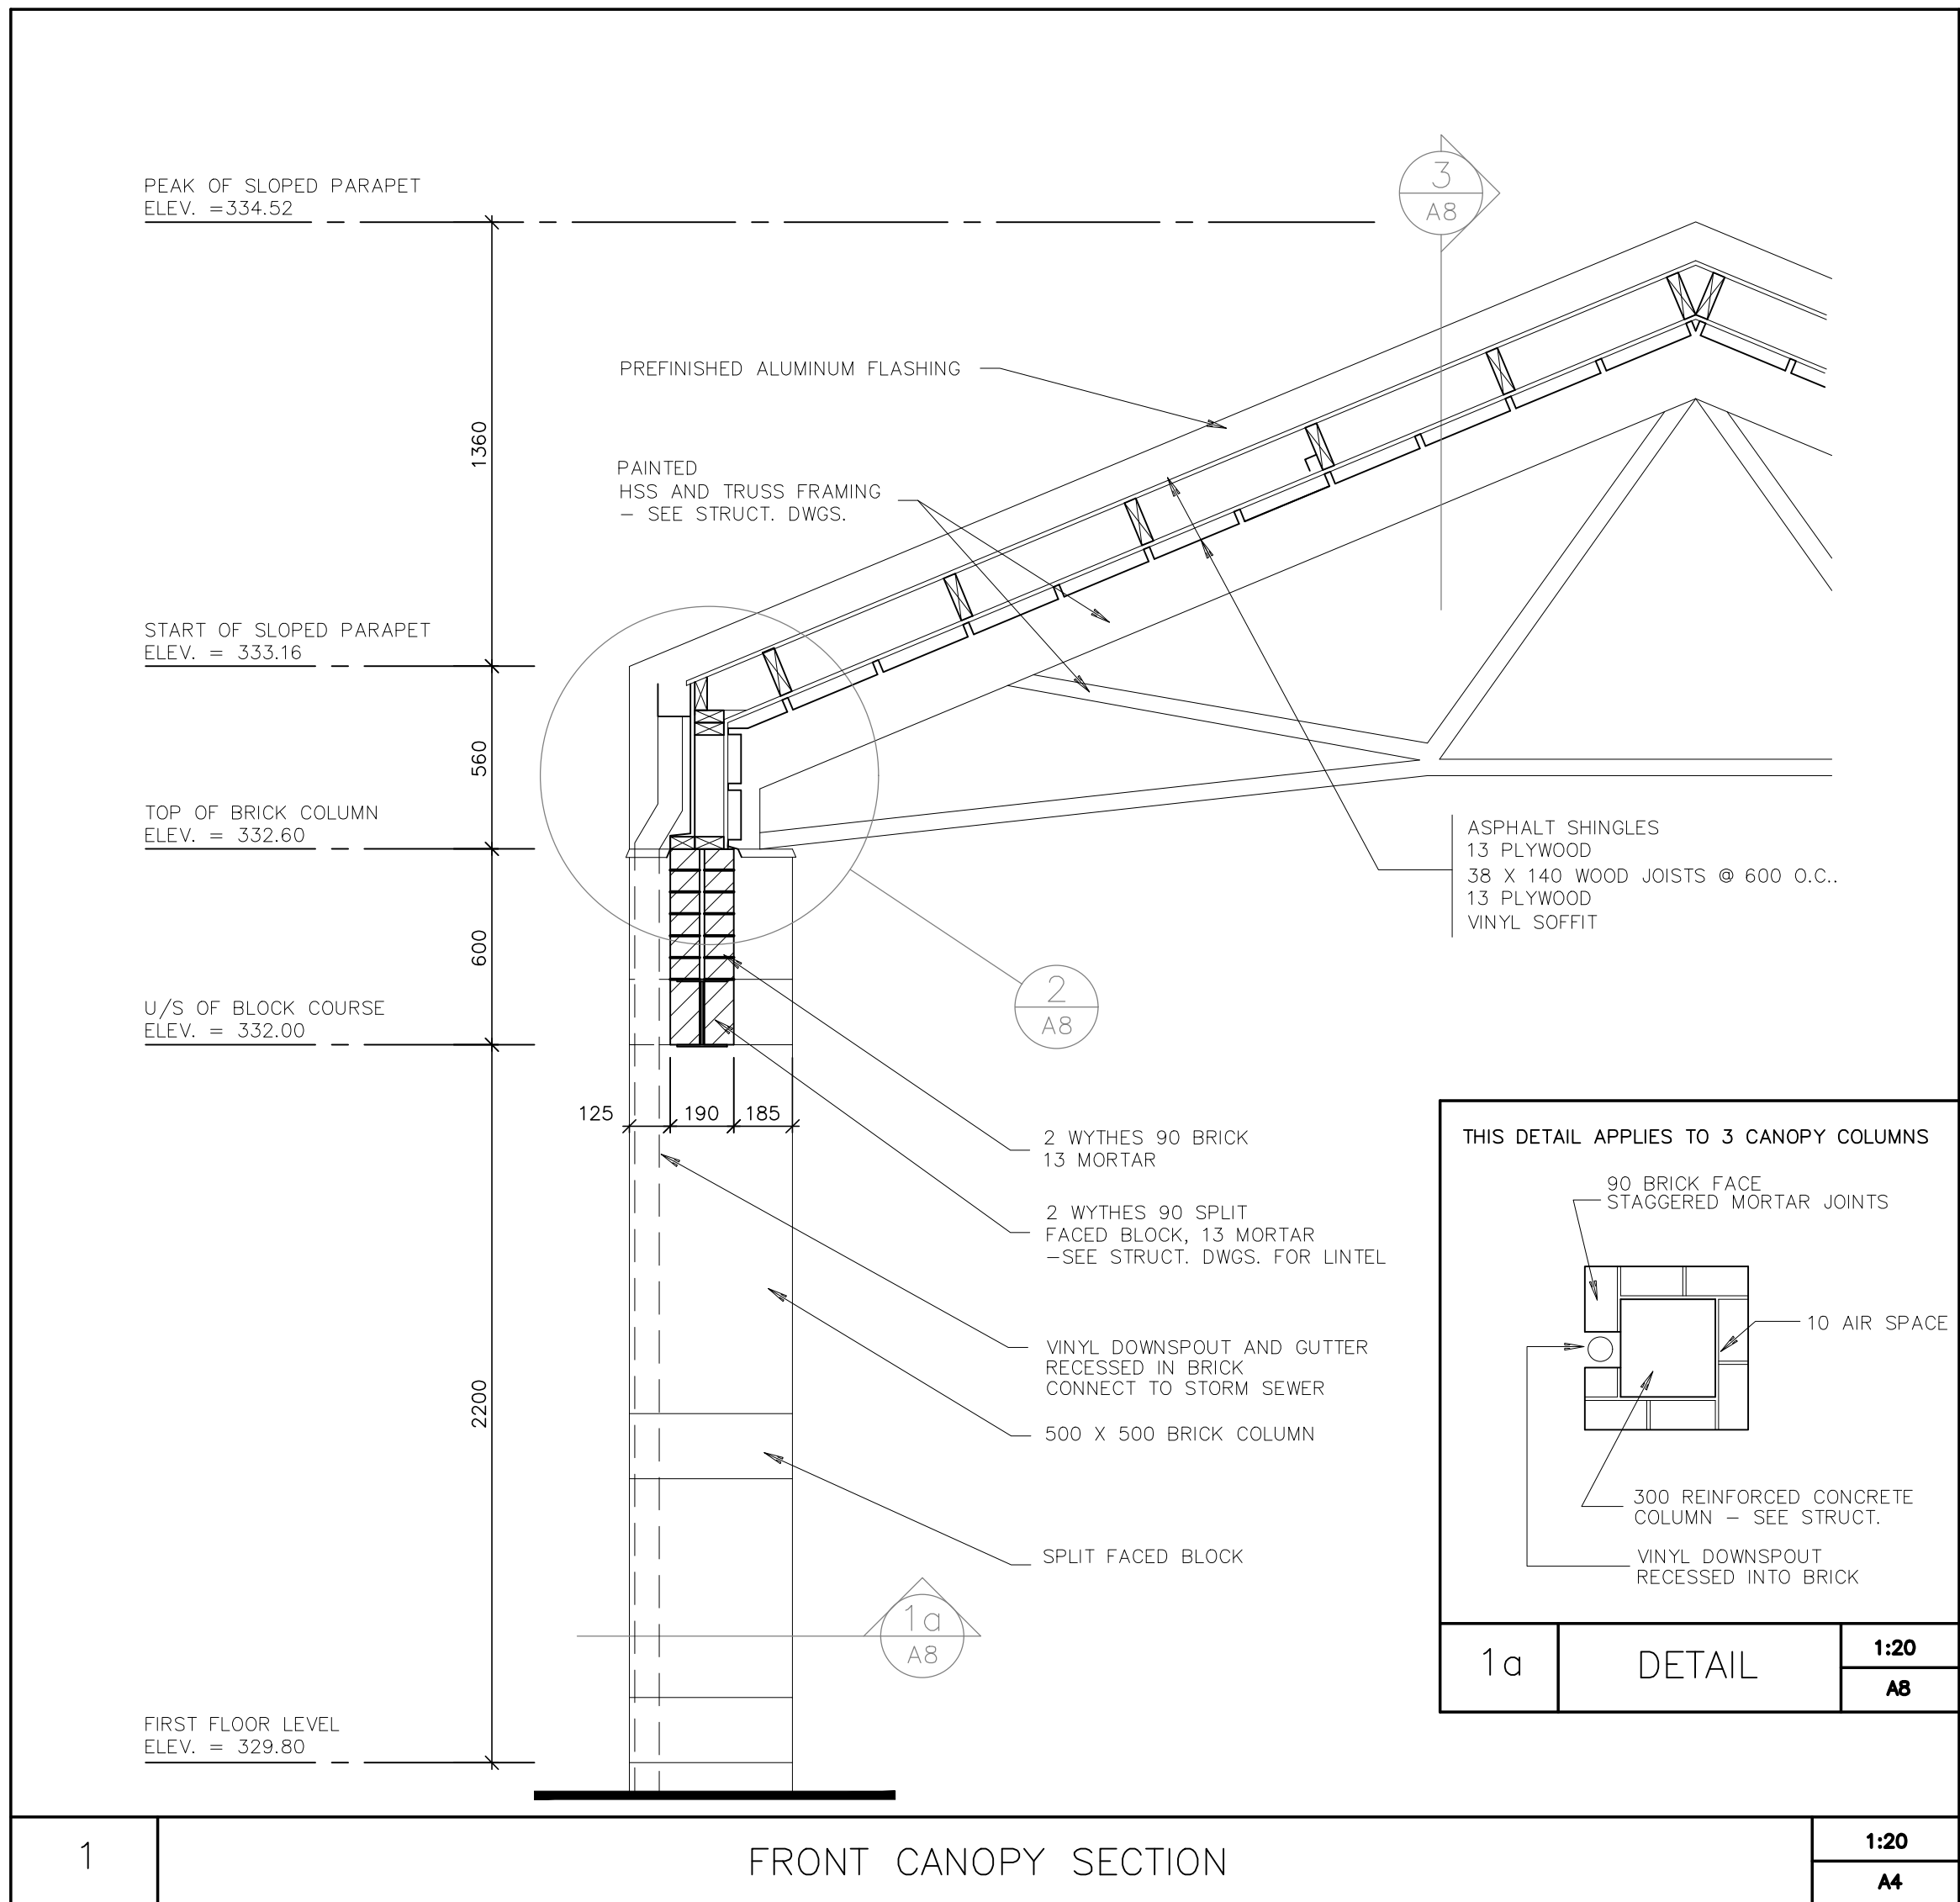 3
A8
PEAK OF SLOPED PARAPET
ELEV. =334.52
PREFINISHED ALUMINUM FLASHING
1360
PAINTED
HSS AND TRUSS FRAMING
– SEE STRUCT. DWGS.
START OF SLOPED PARAPET
ELEV. = 333.16
560
TOP OF BRICK COLUMN
ELEV. = 332.60
ASPHALT SHINGLES
13 PLYWOOD
38 X 140 WOOD JOISTS @ 600 O.C..
13 PLYWOOD
VINYL SOFFIT
600
2
A8
U/S OF BLOCK COURSE
ELEV. = 332.00
125
190
185
2 WYTHES 90 BRICK
13 MORTAR
2 WYTHES 90 SPLIT
FACED BLOCK, 13 MORTAR
–SEE STRUCT. DWGS. FOR LINTEL
VINYL DOWNSPOUT AND GUTTER
RECESSED IN BRICK
CONNECT TO STORM SEWER
2200
500 X 500 BRICK COLUMN
SPLIT FACED BLOCK
1a
A8
FIRST FLOOR LEVEL
ELEV. = 329.80
THIS DETAIL APPLIES TO 3 CANOPY COLUMNS
90 BRICK FACE
STAGGERED MORTAR JOINTS
10 AIR SPACE
300 REINFORCED CONCRETE
COLUMN – SEE STRUCT.
VINYL DOWNSPOUT
RECESSED INTO BRICK
1a
DETAIL
1:20
A8
1
FRONT CANOPY SECTION
1:20
A4